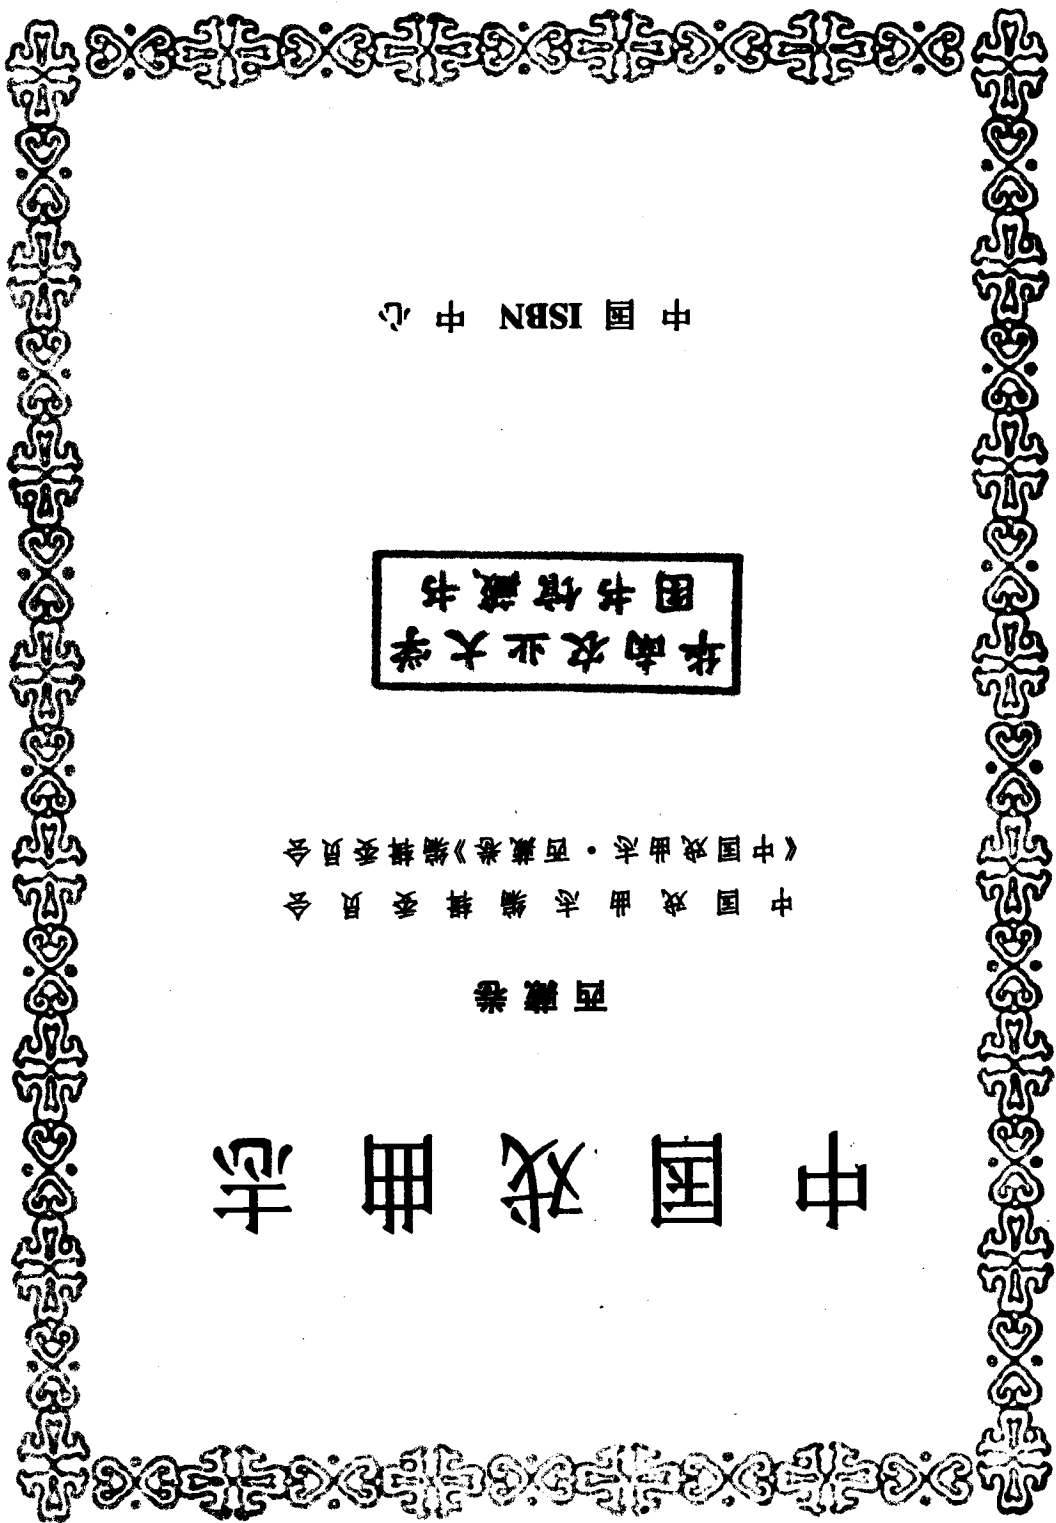 中国戏曲志
西藏卷
中国戏曲志编辑委员会
《中国戏曲志·西藏卷》编辑委员会
华南农业大学
图书馆藏书
中国ISBN中心